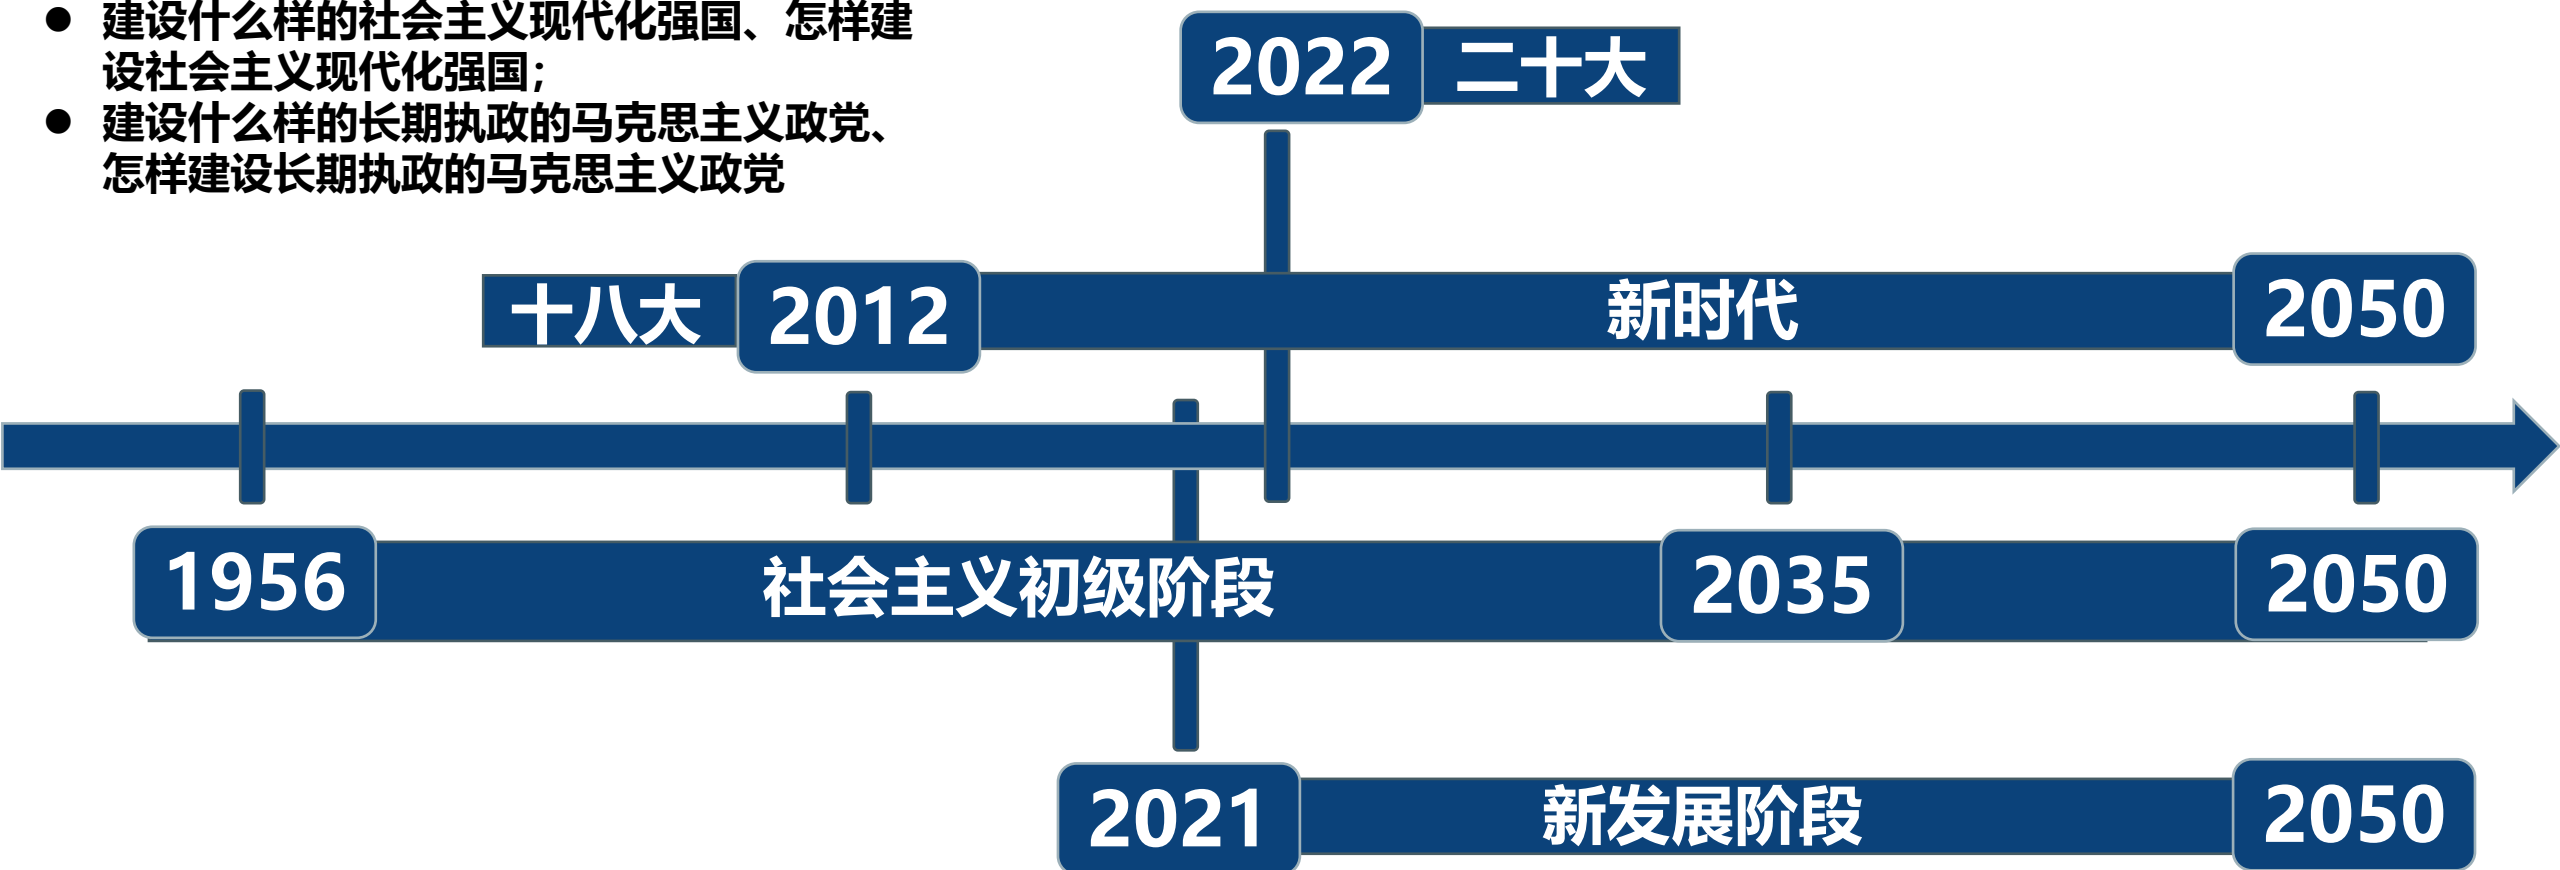 建设什么样的社会主义现代化强国、怎样建
设社会主义现代化强国；
建设什么样的长期执政的马克思主义政党、
怎样建设长期执政的马克思主义政党
2022 二十大
十八大 2012 新时代 2050
1956 社会主义初级阶段 2035 2050
2021 新发展阶段 2050